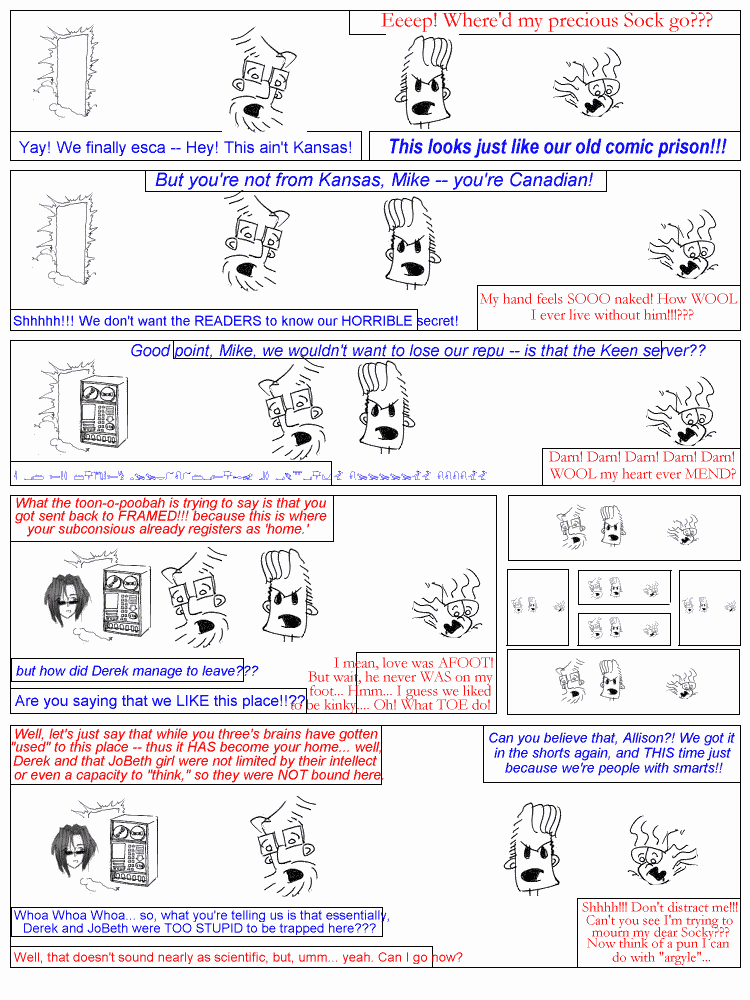 Eeeep! Where'd my precious Sock go???
Yay! We finally esca -- Hey! This ain't Kansas!
This looks just like our old comic prison!!!
But you're not from Kansas, Mike -- you're Canadian!
Shhhhh!!! We don't want the READERS to know our HORRIBLE secret!
My hand feels SOOO naked! How WOOL
I ever live without him!!!???
Good point, Mike, we wouldn't want to lose our repu -- is that the Keen server??
Darn! Darn! Darn! Darn! Darn!
WOOL my heart ever MEND?
What the toon-o-poobah is trying to say is that you
got sent back to FRAMED!!! because this is where
your subconsious already registers as 'home.'
but how did Derek manage to leave???
Are you saying that we LIKE this place!!??
I mean, love was AFOOT!
But wait, he never WAS on my
foot... Hmm... I guess we liked
to be kinky.... Oh! What TOE do!
Well, let's just say that while you three's brains have gotten
"used" to this place -- thus it HAS become your home... well,
Derek and that JoBeth girl were not limited by their intellect
or even a capacity to "think," so they were NOT bound here.
Can you believe that, Allison?! We got it
in the shorts again, and THIS time just
because we're people with smarts!!
Whoa Whoa Whoa... so, what you're telling us is that essentially,
Derek and JoBeth were TOO STUPID to be trapped here???
Well, that doesn't sound nearly as scientific, but, umm.. yeah. Can I go now?
Shhhh!!! Don't distract me!!!
Can't you see I'm trying to
mourn my dear Socky???
Now think of a pun I can
do with "argyle"...